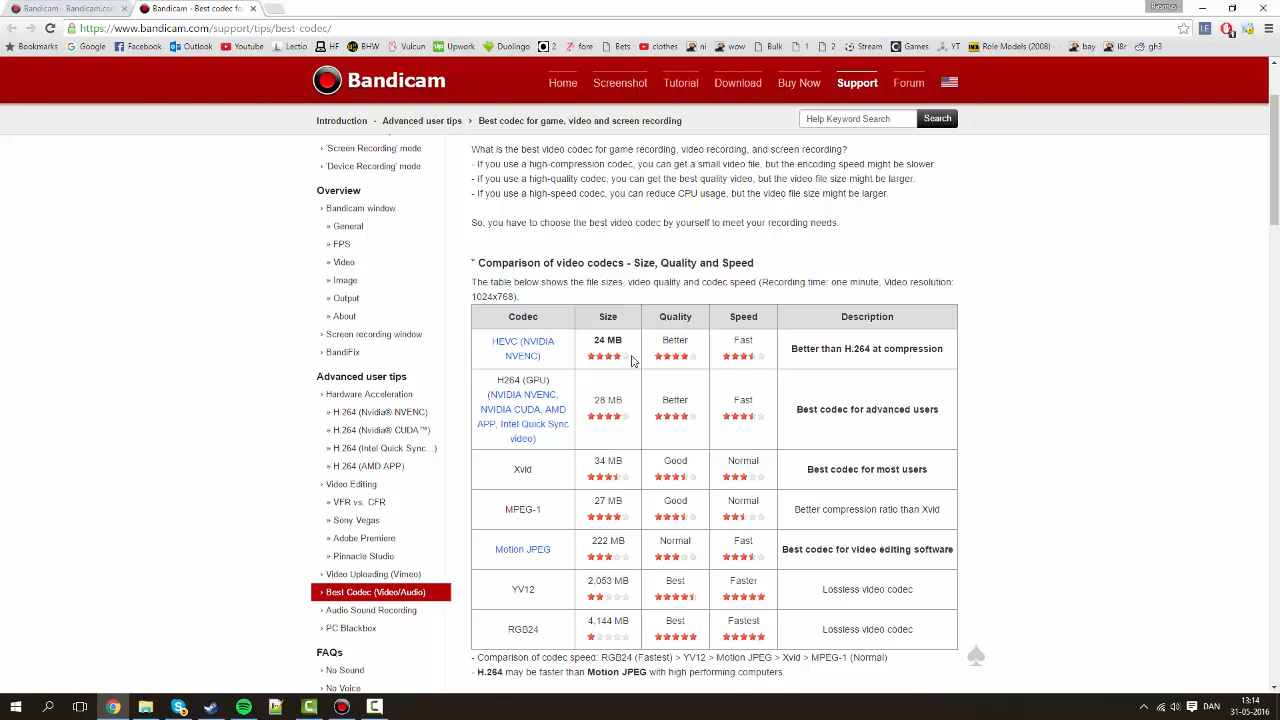 Bandicam - Bandicam c
Bandicam - Best codec fo
Rasmus
https://www.bandicam.com/support/tips/best-codec/
Bookmarks Google Facebook Outlook Youtube Lectio HF BHW Vulcun Upwork Duolingo 2 fore Bets clothes ni wow Bulk 1 2 Stream Games YT Role Models (2008) bay l8r gh3
Bandicam
Home Screenshot Tutorial Download Buy Now Support Forum
Introduction · Advanced user tips › Best codec for game, video and screen recording
Help Keyword Search Search
› 'Screen Recording' mode
› 'Device Recording' mode
Overview
› Bandicam window
» General
» FPS
» Video
» Image
» Output
» About
› Screen recording window
› BandiFix
Advanced user tips
› Hardware Acceleration
» H.264 (Nvidia® NVENC)
» H.264 (Nvidia® CUDA™)
» H.264 (Intel Quick Sync...)
» H.264 (AMD APP)
› Video Editing
» VFR vs. CFR
» Sony Vegas
» Adobe Premiere
» Pinnacle Studio
› Video Uploading (Vimeo)
› Best Codec (Video/Audio)
› Audio Sound Recording
› PC Blackbox
FAQs
› No Sound
› No Voice
What is the best video codec for game recording, video recording, and screen recording?
- If you use a high-compression codec, you can get a small video file, but the encoding speed might be slower.
- If you use a high-quality codec, you can get the best quality video, but the video file size might be larger.
- If you use a high-speed codec, you can reduce CPU usage, but the video file size might be larger.
So, you have to choose the best video codec by yourself to meet your recording needs.
Comparison of video codecs - Size, Quality and Speed
The table below shows the file sizes, video quality and codec speed (Recording time: one minute, Video resolution:
1024x768).
Codec Size Quality Speed Description
HEVC (NVIDIA
NVENC)
24 MB Better Fast Better than H.264 at compression
H264 (GPU)
(NVIDIA NVENC,
NVIDIA CUDA, AMD
APP, Intel Quick Sync
video)
28 MB Better Fast Best codec for advanced users
Xvid 34 MB Good Normal Best codec for most users
MPEG-1 27 MB Good Normal Better compression ratio than Xvid
Motion JPEG 222 MB Normal Fast Best codec for video editing software
YV12 2,053 MB Best Faster Lossless video codec
RGB24 4,144 MB Best Fastest Lossless video codec
- Comparison of codec speed: RGB24 (Fastest) > YV12 > Motion JPEG > Xvid > MPEG-1 (Normal)
- H.264 may be faster than Motion JPEG with high performing computers.
DAN
13:14
31-05-2016